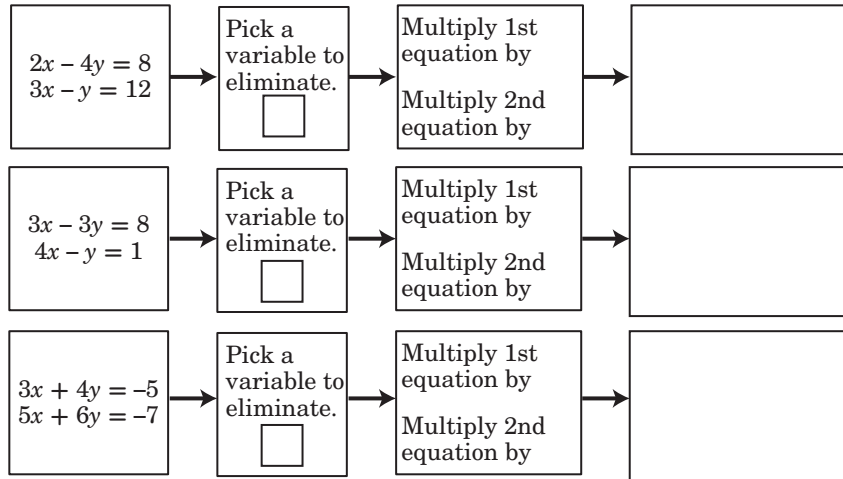 2x – 4y = 8
3x – y = 12
Pick a
variable to
eliminate.
Multiply 1st
equation by
Multiply 2nd
equation by
3x – 3y = 8
4x – y = 1
Pick a
variable to
eliminate.
Multiply 1st
equation by
Multiply 2nd
equation by
3x + 4y = –5
5x + 6y = –7
Pick a
variable to
eliminate.
Multiply 1st
equation by
Multiply 2nd
equation by